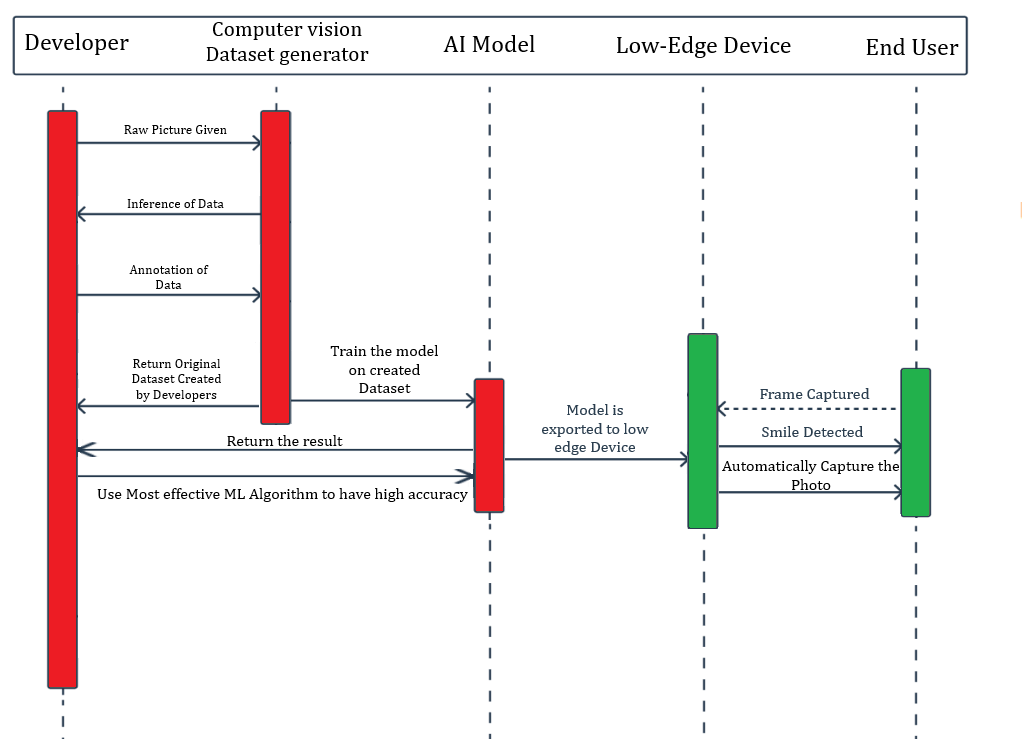 Developer
Computer vision
Dataset generator
AI Model
Low-Edge Device
End User
Raw Picture Given
Inference of Data
Annotation of
Data
Return Original
Dataset Created
by Developers
Train the model
on created
Dataset
Return the result
Use Most effective ML Algorithm to have high accuracy
Model is
exported to low
edge Device
Frame Captured
Smile Detected
Automatically Capture the
Photo